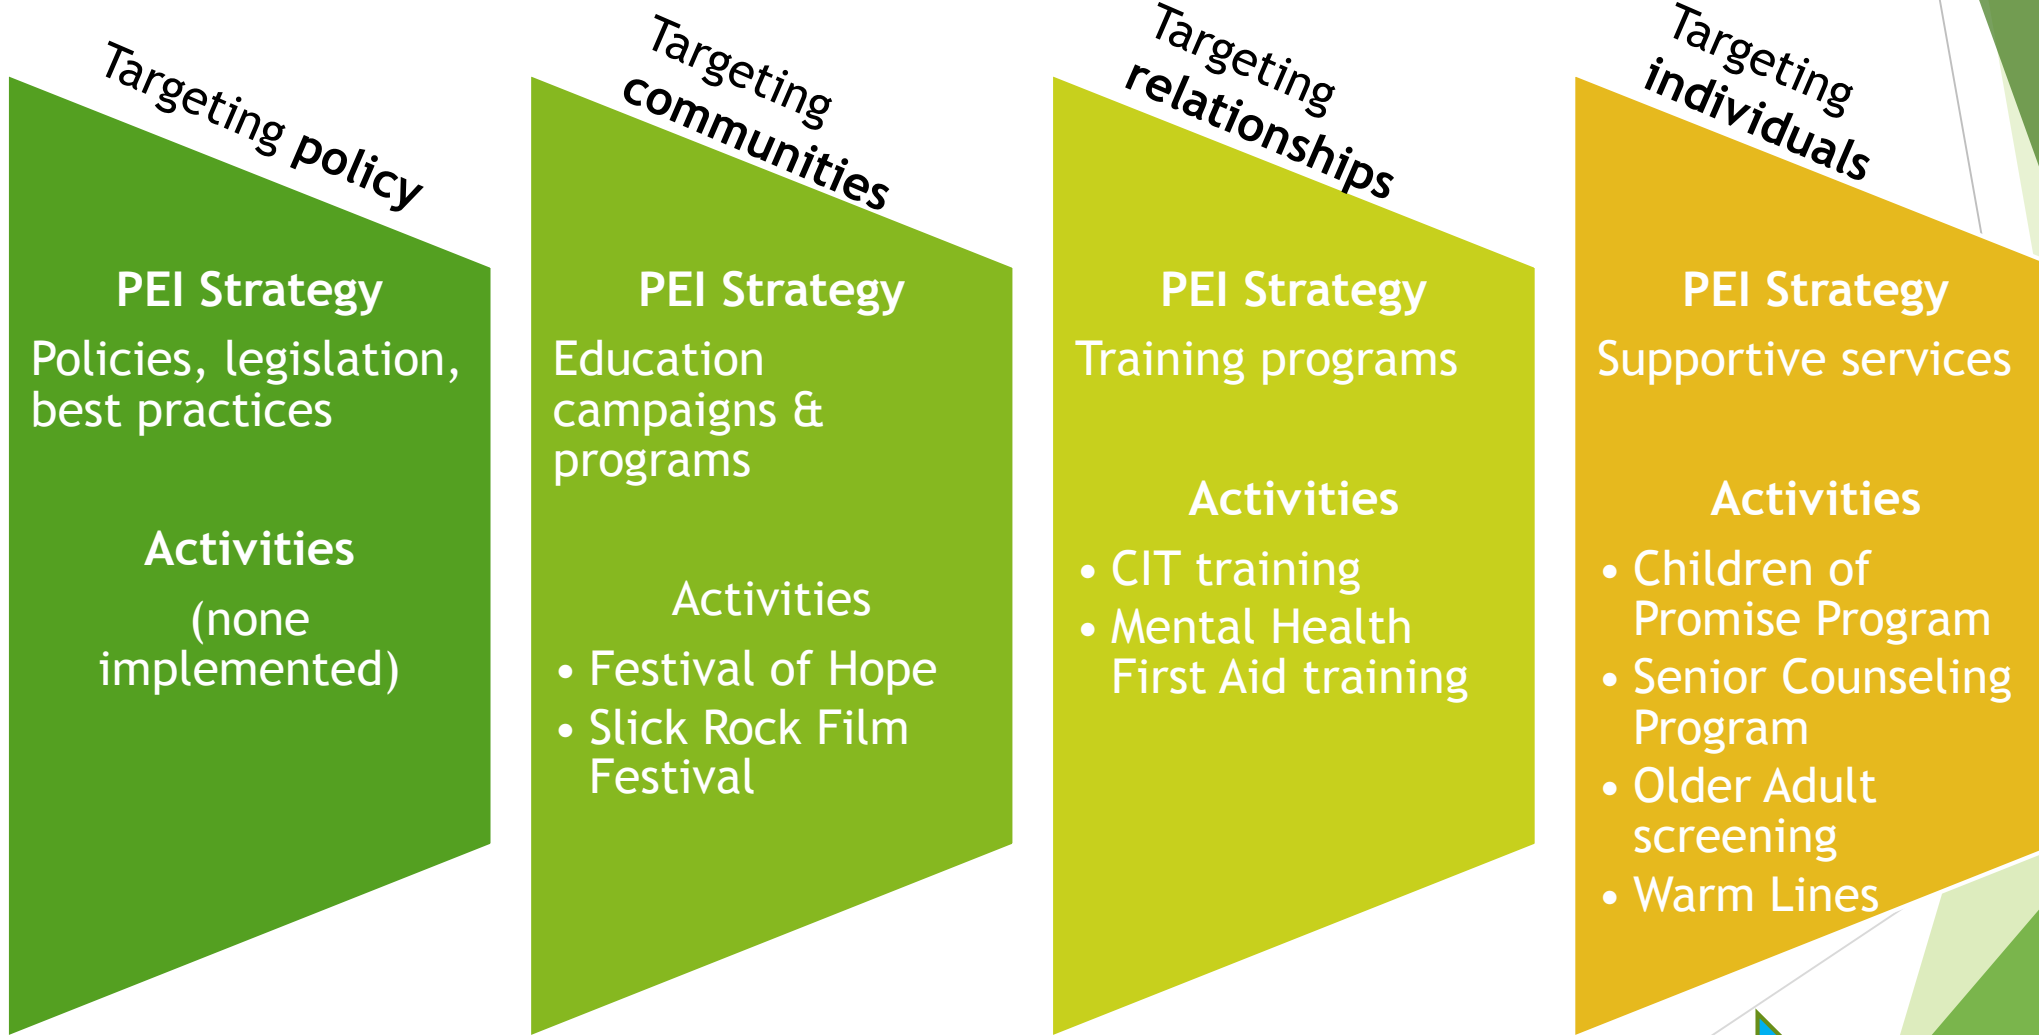 Targeting policy
PEI Strategy
Policies, legislation,
best practices
Activities
(none
implemented)
Targeting
communities
PEI Strategy
Education
campaigns &
programs
Activities
• Festival of Hope
• Slick Rock Film
Festival
Targeting
relationships
PEI Strategy
Training programs
Activities
• CIT training
• Mental Health
First Aid training
Targeting
individuals
PEI Strategy
Supportive services
Activities
• Children of
Promise Program
• Senior Counseling
Program
• Older Adult
screening
• Warm Lines